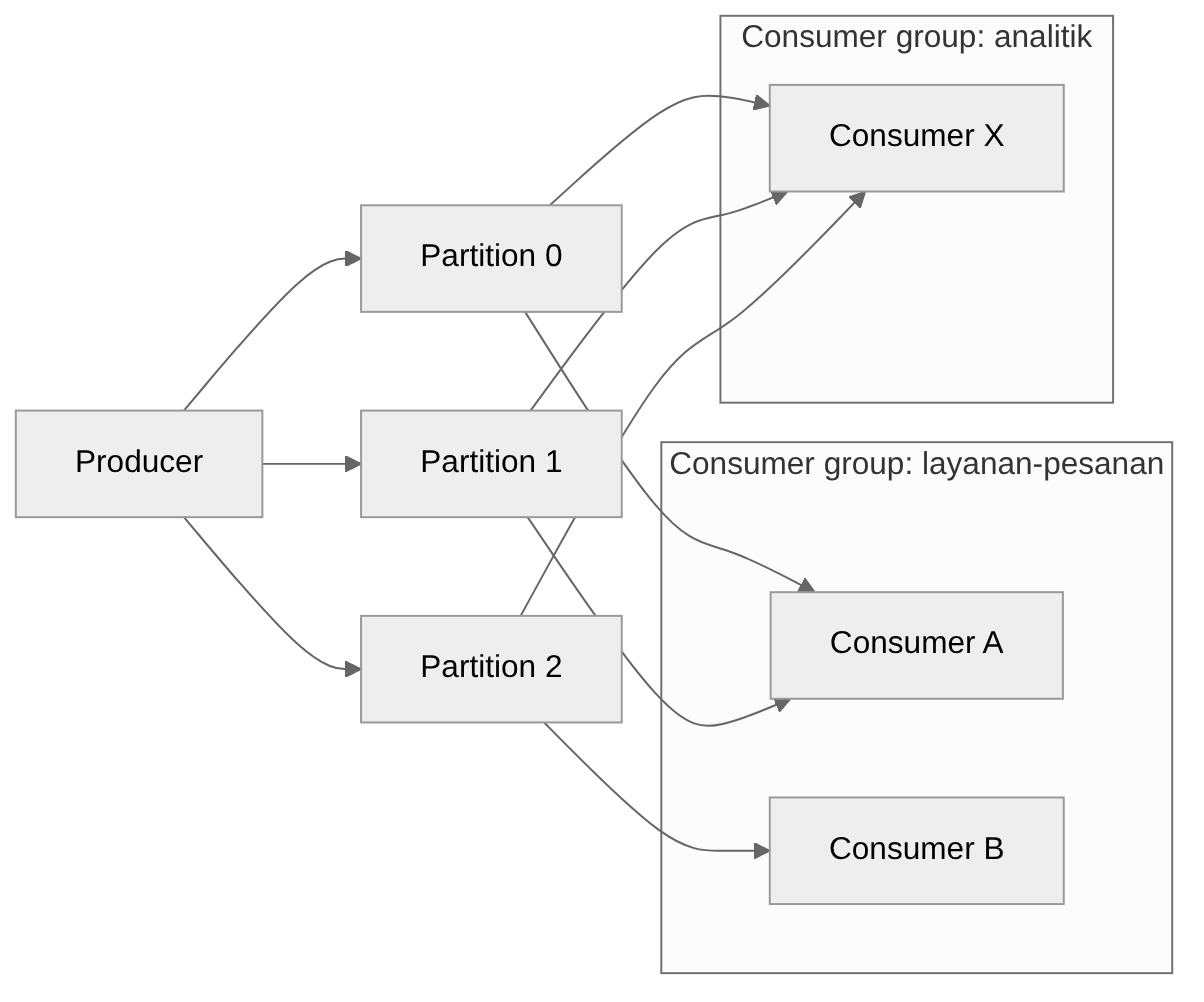 Consumer group: analitik
Consumer X
Partition 0
Producer
Partition 1
Consumer group: layanan-pesanan
Consumer A
Partition 2
Consumer B